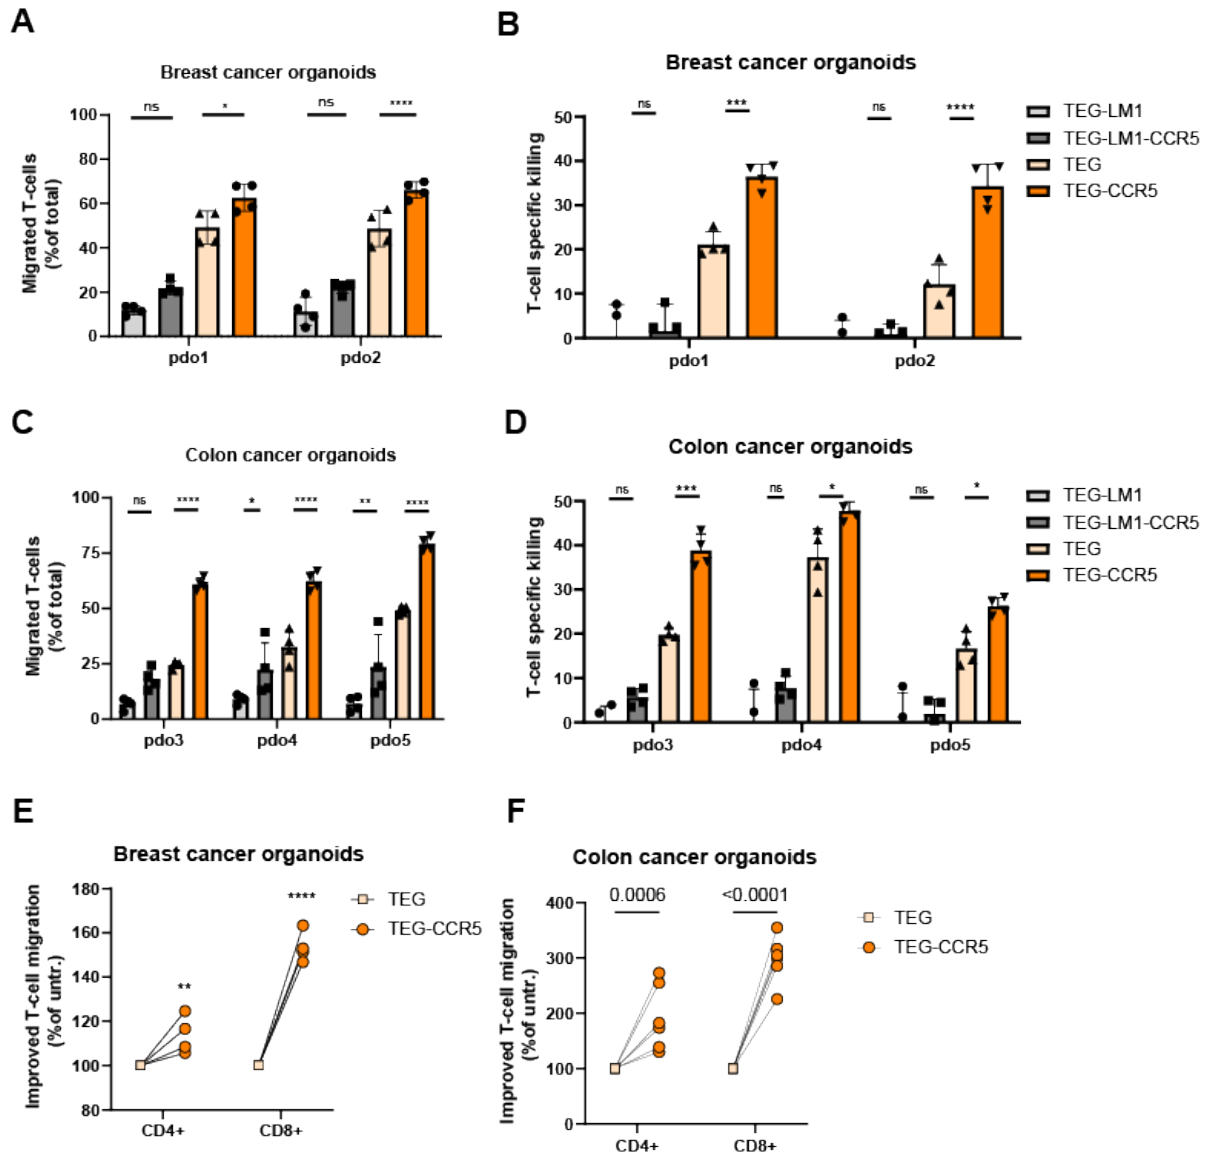 A
Breast cancer organoids
ns
*
ns
****
Migrated T-cells
(%of total)
100
80
60
40
20
0
pdo1
pdo2
B
Breast cancer organoids
ns
***
ns
****
T-cell specific killing
50
40
30
20
10
0
pdo1
pdo2
TEG-LM1
TEG-LM1-CCR5
TEG
TEG-CCR5
C
Colon cancer organoids
ns
****
*
****
**
****
Migrated T-cells
(%of total)
100
75
50
25
0
pdo3
pdo4
pdo5
D
Colon cancer organoids
ns
***
ns
*
ns
*
T-cell specific killing
50
40
30
20
10
0
pdo3
pdo4
pdo5
TEG-LM1
TEG-LM1-CCR5
TEG
TEG-CCR5
E
Breast cancer organoids
**
****
Improved T-cell migration
(%of untr.)
180
160
140
120
100
80
CD4+
CD8+
TEG
TEG-CCR5
F
Colon cancer organoids
0.0006
<0.0001
Improved T-cell migration
(%of untr.)
400
300
200
100
0
CD4+
CD8+
TEG
TEG-CCR5